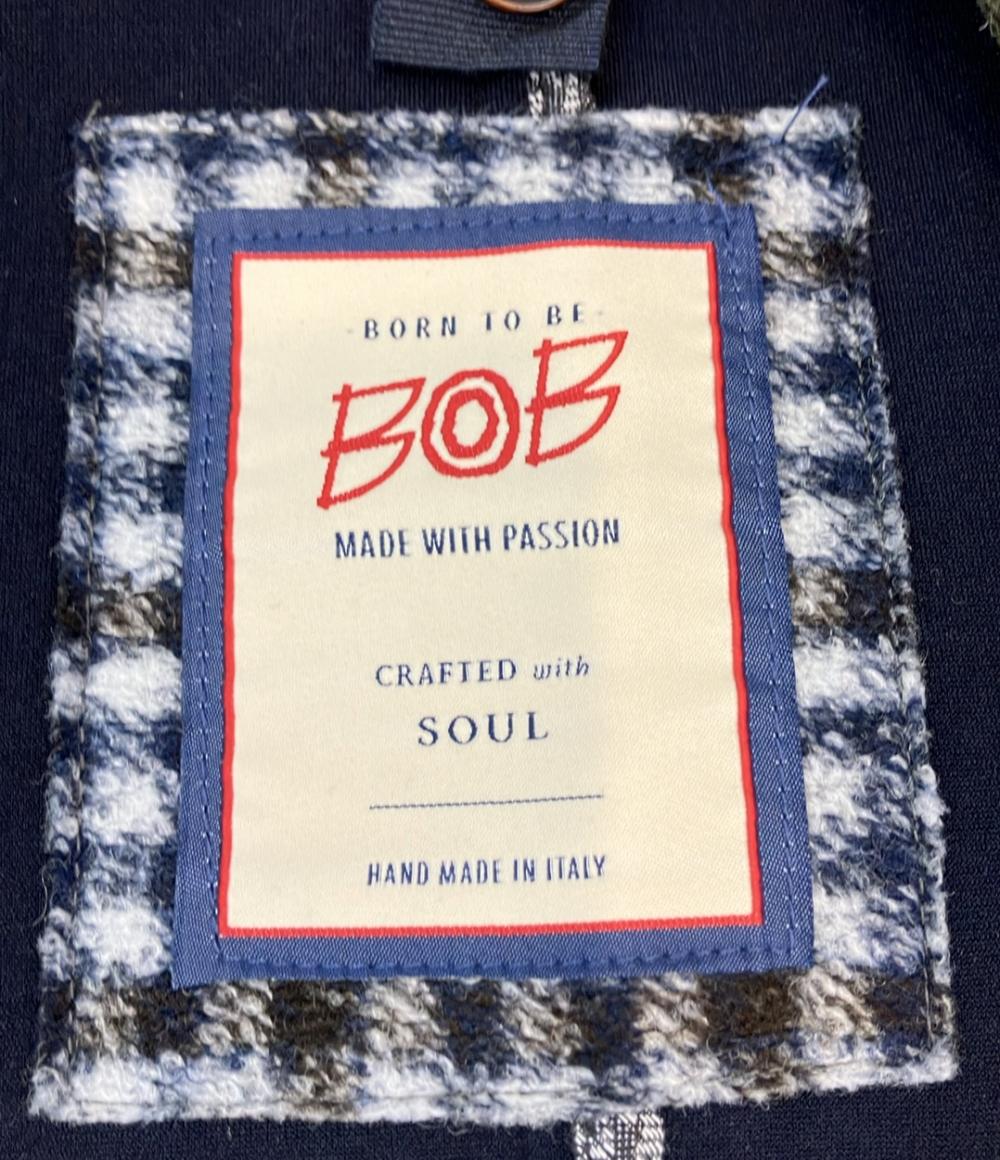 -BORN TO BE-
BOB
MADE WITH PASSION
CRAFTED with
SOUL
HAND MADE IN ITALY